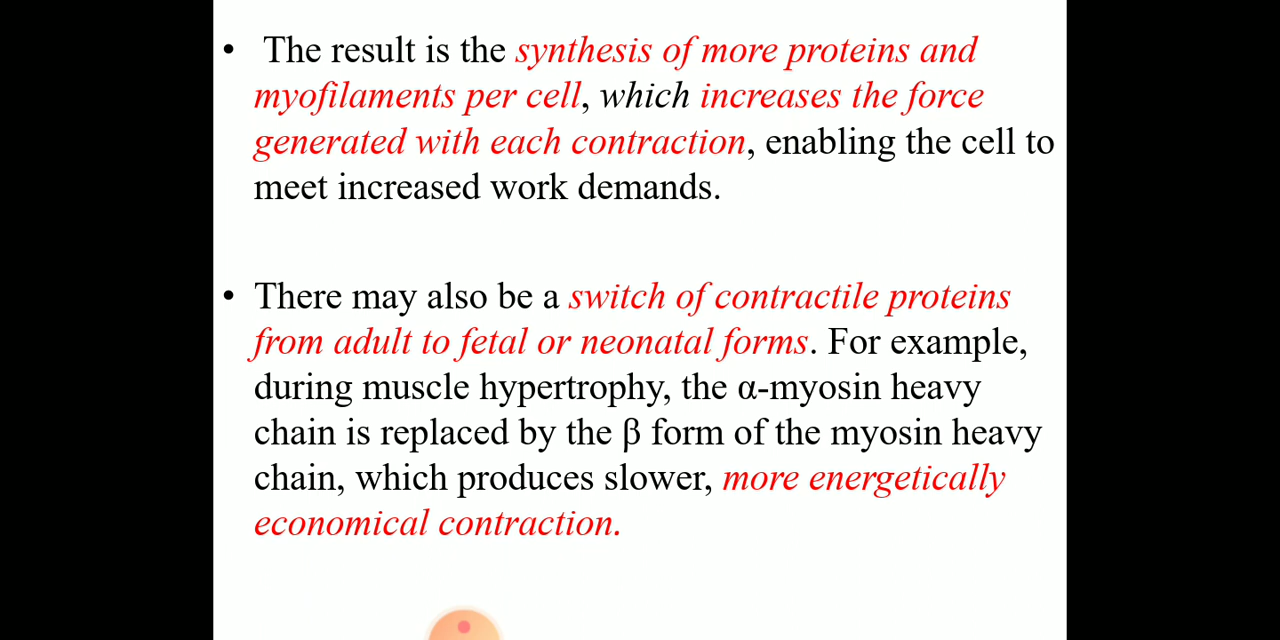 • The result is the synthesis of more proteins and
myofilaments per cell, which increases the force
generated with each contraction, enabling the cell to
meet increased work demands.
• There may also be a switch of contractile proteins
from adult to fetal or neonatal forms. For example,
during muscle hypertrophy, the α-myosin heavy
chain is replaced by the β form of the myosin heavy
chain, which produces slower, more energetically
economical contraction.